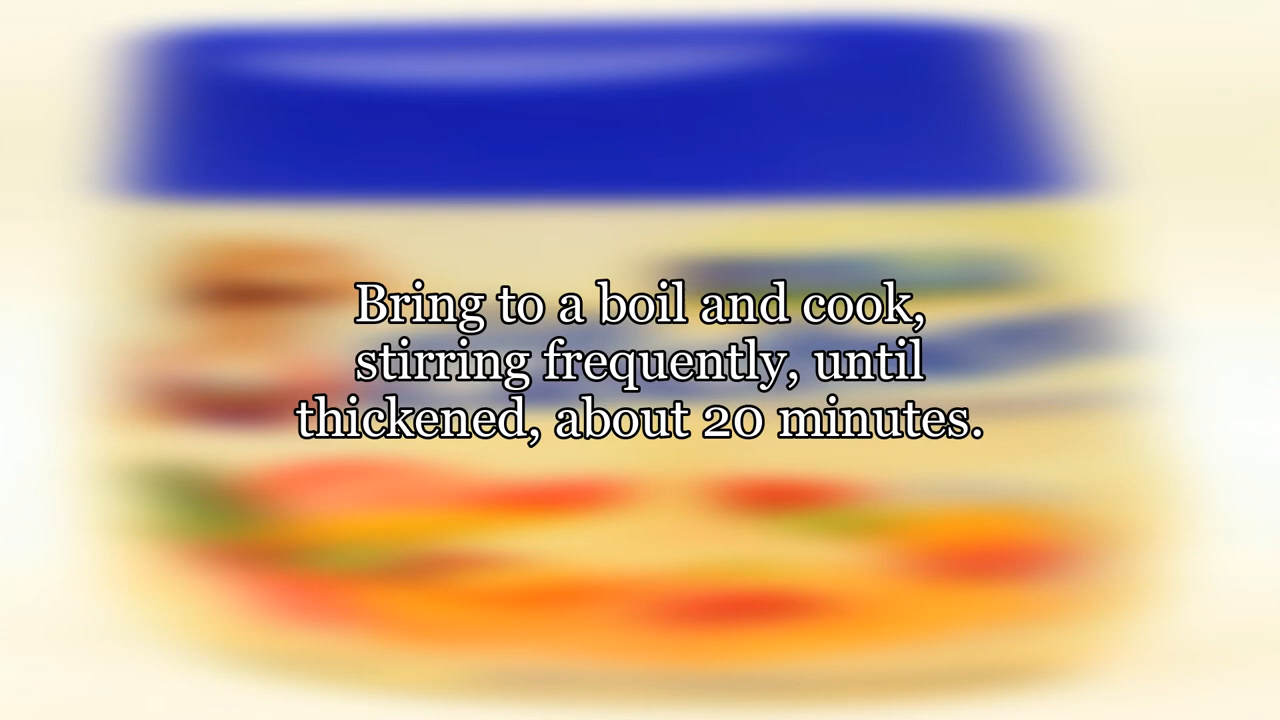 Bring to a boil and cook,
stirring frequently, until
thickened, about 20 minutes.